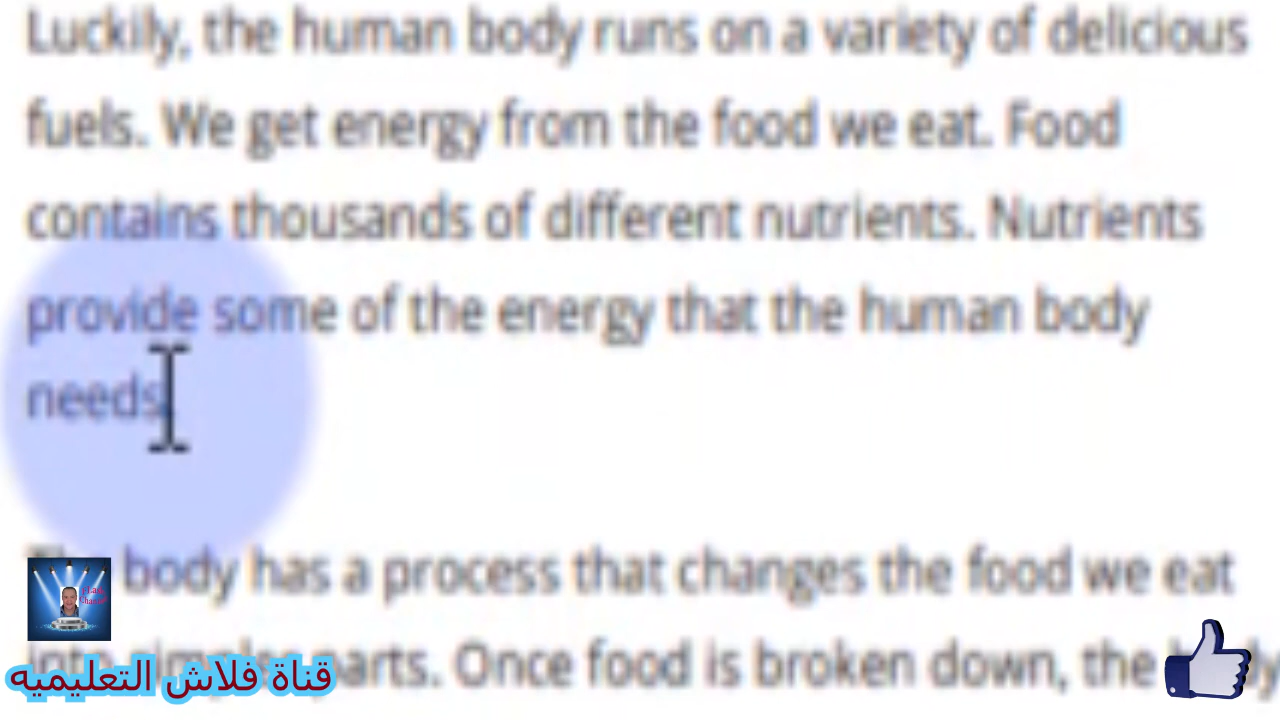 Luckily, the human body runs on a variety of delicious
fuels. We get energy from the food we eat. Food
contains thousands of different nutrients. Nutrients
provide some of the energy that the human body
needs.
body has a process that changes the food we eat
parts. Once food is broken down, the
قناة فلاش التعليميه